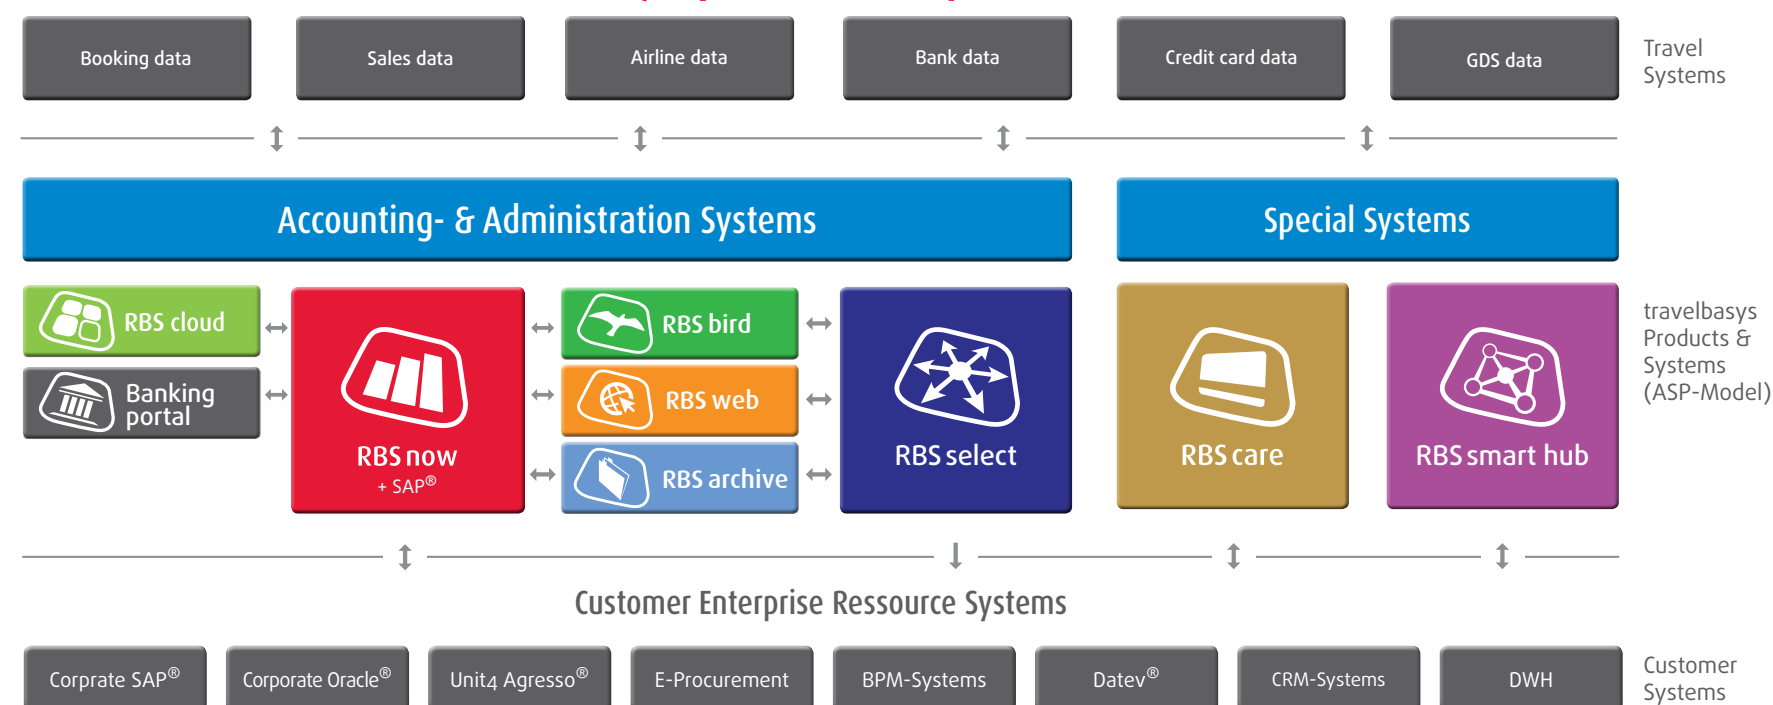 Booking data
Sales data
Airline data
Bank data
Credit card data
GDS data
Travel
Systems
Accounting- & Administration Systems
Special Systems
RBS cloud
Banking
portal
RBS now
+ SAP®
RBS bird
RBS web
RBS archive
RBS select
RBS care
RBS smart hub
travelbasys
Products &
Systems
(ASP-Model)
Customer Enterprise Ressource Systems
Corprate SAP®
Corporate Oracle®
Unit4 Agresso®
E-Procurement
BPM-Systems
Datev®
CRM-Systems
DWH
Customer
Systems